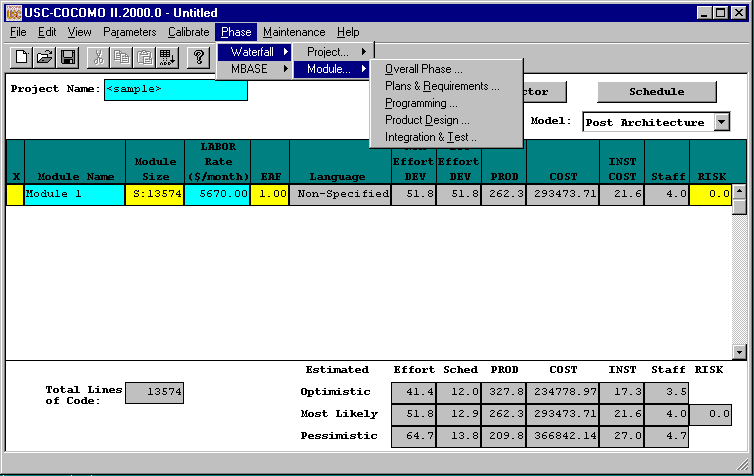 USC-COCOMO II.2000.0 - Untitled
File Edit View Parameters Calibrate Phase Maintenance Help
Waterfall Project...
MBASE Module...
Overall Phase ...
Plans & Requirements ...
Programming ...
Product Design ...
Integration & Test ..
Project Name: <sample>
Schedule
Model: Post Architecture
X Module Name Module Size LABOR Rate ($/month) EAF Language Effort DEV Effort DEV PROD COST INST COST Staff RISK
Module 1 S:13574 5670.00 1.00 Non-Specified 51.8 51.8 262.3 293473.71 21.6 4.0 0.0
Estimated Effort Sched PROD COST INST Staff RISK
Total Lines of Code: 13574
Optimistic 41.4 12.0 327.8 234778.97 17.3 3.5
Most Likely 51.8 12.9 262.3 293473.71 21.6 4.0 0.0
Pessimistic 64.7 13.8 209.8 366842.14 27.0 4.7